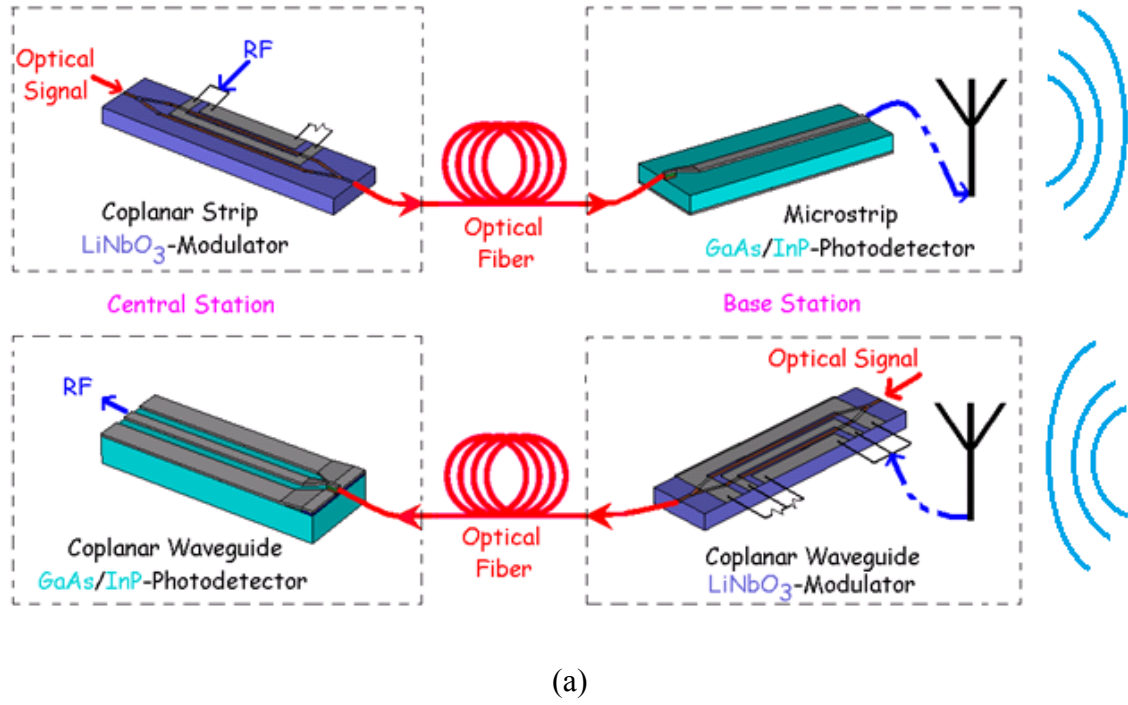 RF
Optical
Signal
Coplanar Strip
LiNbO3-Modulator
Optical
Fiber
Microstrip
GaAs/InP-Photodetector
Central Station
Base Station
RF
Coplanar Waveguide
GaAs/InP-Photodetector
Optical
Fiber
Optical Signal
Coplanar Waveguide
LiNbO3-Modulator
(a)